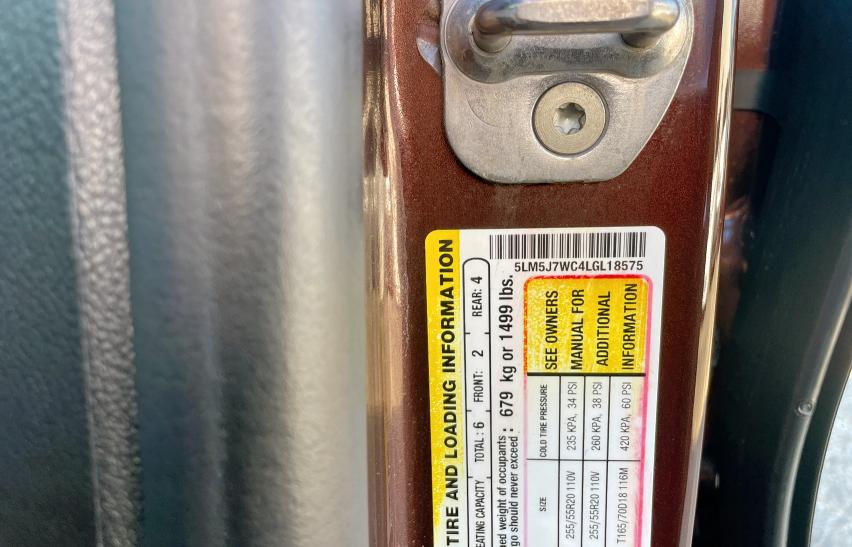 5LM5J7WC4LGL18575
TIRE AND LOADING INFORMATION
SEATING CAPACITY TOTAL: 6 FRONT: 2 REAR: 4
weight of occupants : 679 kg or 1499 lbs.
should never exceed :
SIZE COLD TIRE PRESSURE SEE OWNERS
255/55R20 110V 235 KPA, 34 PSI MANUAL FOR
255/55R20 110V 260 KPA, 38 PSI ADDITIONAL
T165/70D18 116M 420 KPA, 60 PSI INFORMATION